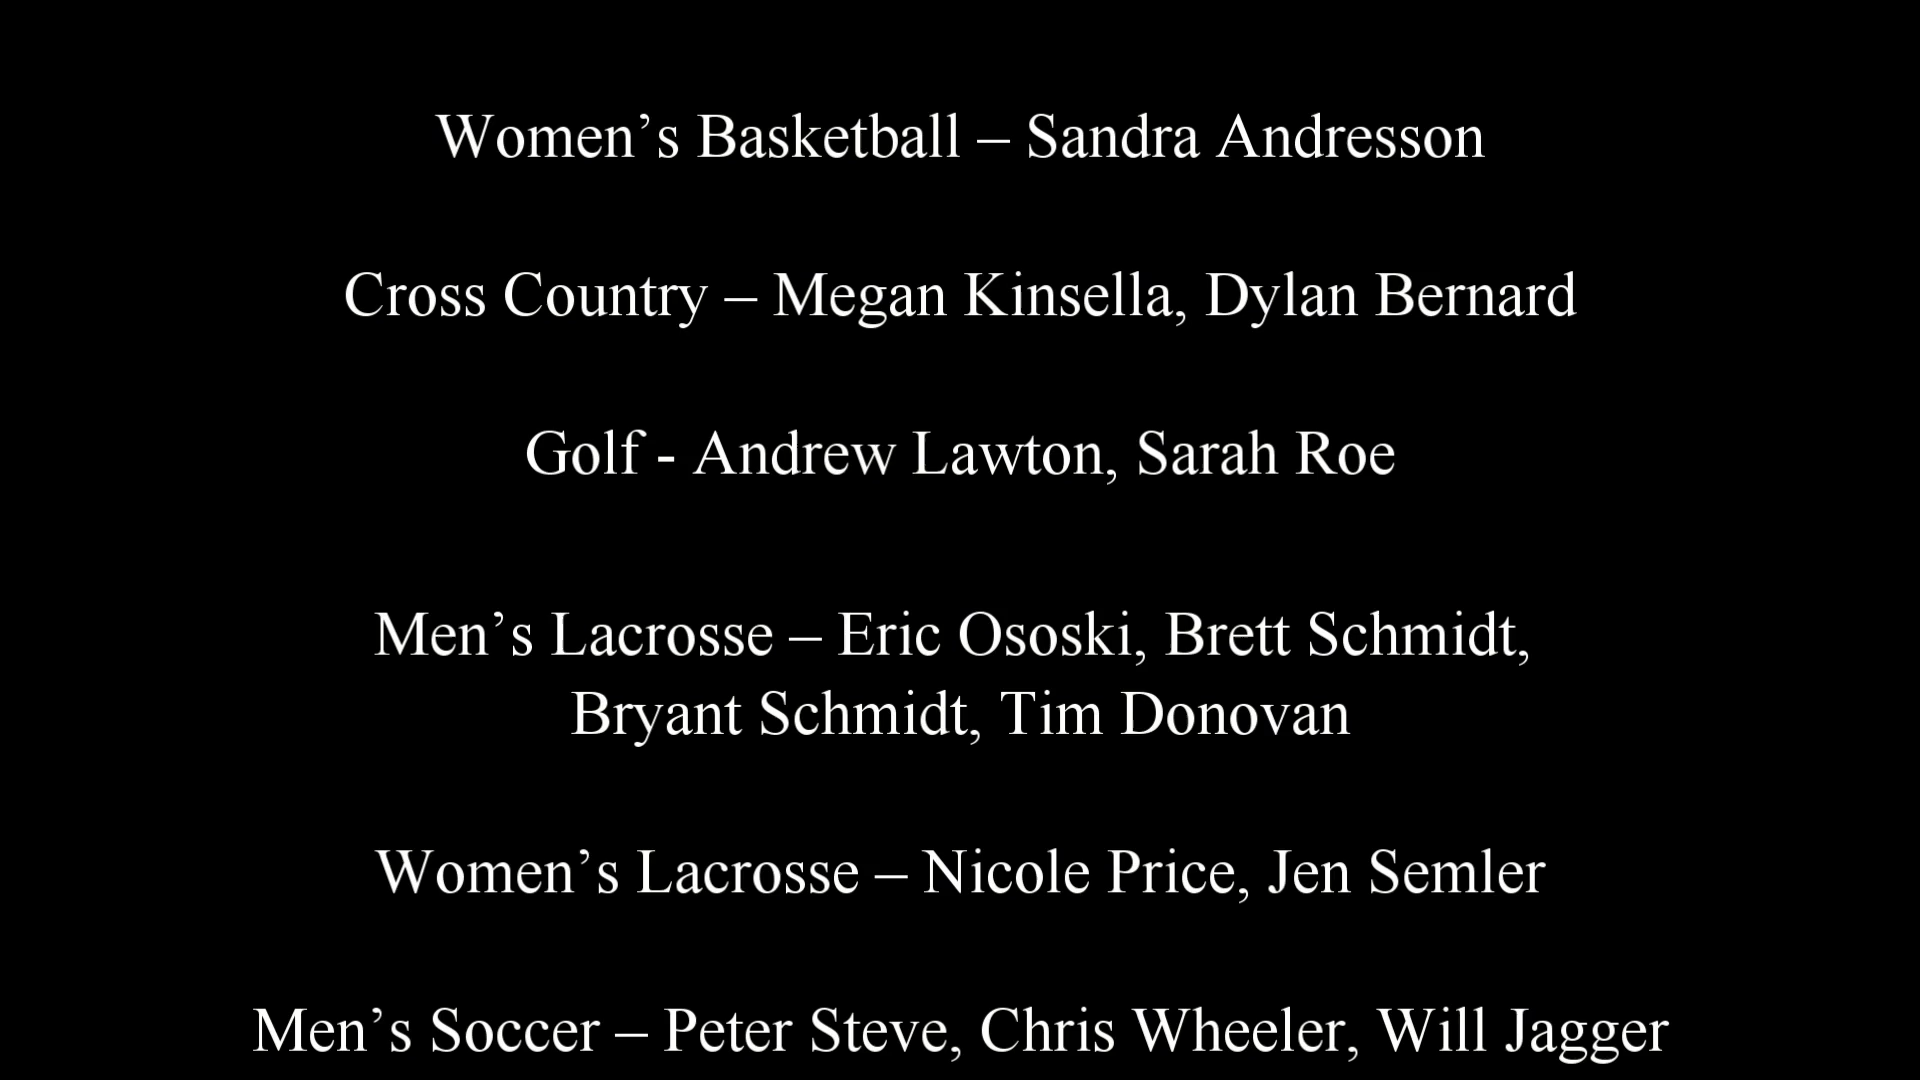 Women’s Basketball – Sandra Andresson
Cross Country – Megan Kinsella, Dylan Bernard
Golf - Andrew Lawton, Sarah Roe
Men’s Lacrosse – Eric Ososki, Brett Schmidt,
Bryant Schmidt, Tim Donovan
Women’s Lacrosse – Nicole Price, Jen Semler
Men’s Soccer – Peter Steve, Chris Wheeler, Will Jagger